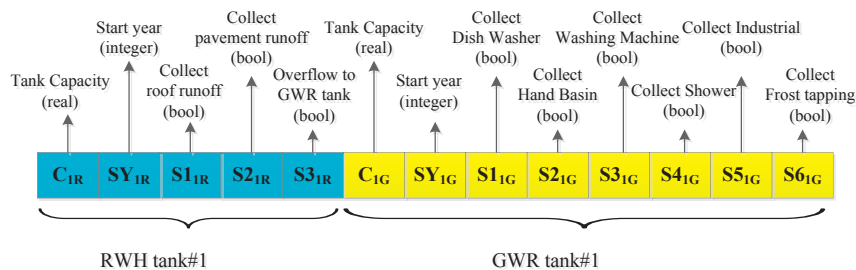 Tank Capacity
(real)
Start year
(integer)
Collect
roof runoff
(bool)
Collect
pavement runoff
(bool)
Overflow to
GWR tank
(bool)
Tank Capacity
(real)
Start year
(integer)
Collect
Dish Washer
(bool)
Collect
Hand Basin
(bool)
Collect
Washing Machine
(bool)
Collect Shower
(bool)
Collect Industrial
(bool)
Collect
Frost tapping
(bool)
C1R SY1R S11R S21R S31R C1G SY1G S11G S21G S31G S41G S51G S61G
RWH tank#1 GWR tank#1